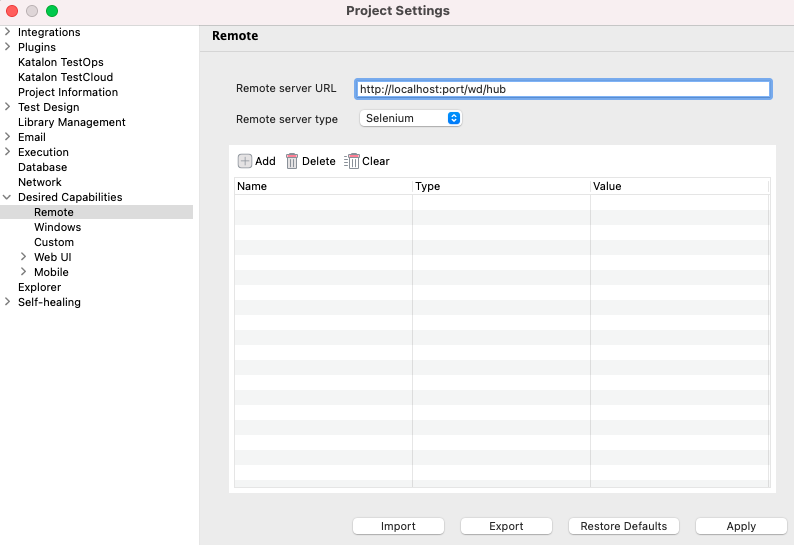 Project Settings
Integrations
Plugins
Katalon TestOps
Katalon TestCloud
Project Information
Test Design
Library Management
Email
Execution
Database
Network
Desired Capabilities
Remote
Windows
Custom
Web UI
Mobile
Explorer
Self-healing
Remote
Remote server URL http://localhost:port/wd/hub
Remote server type Selenium
Add Delete Clear
Name Type Value
Import Export Restore Defaults Apply